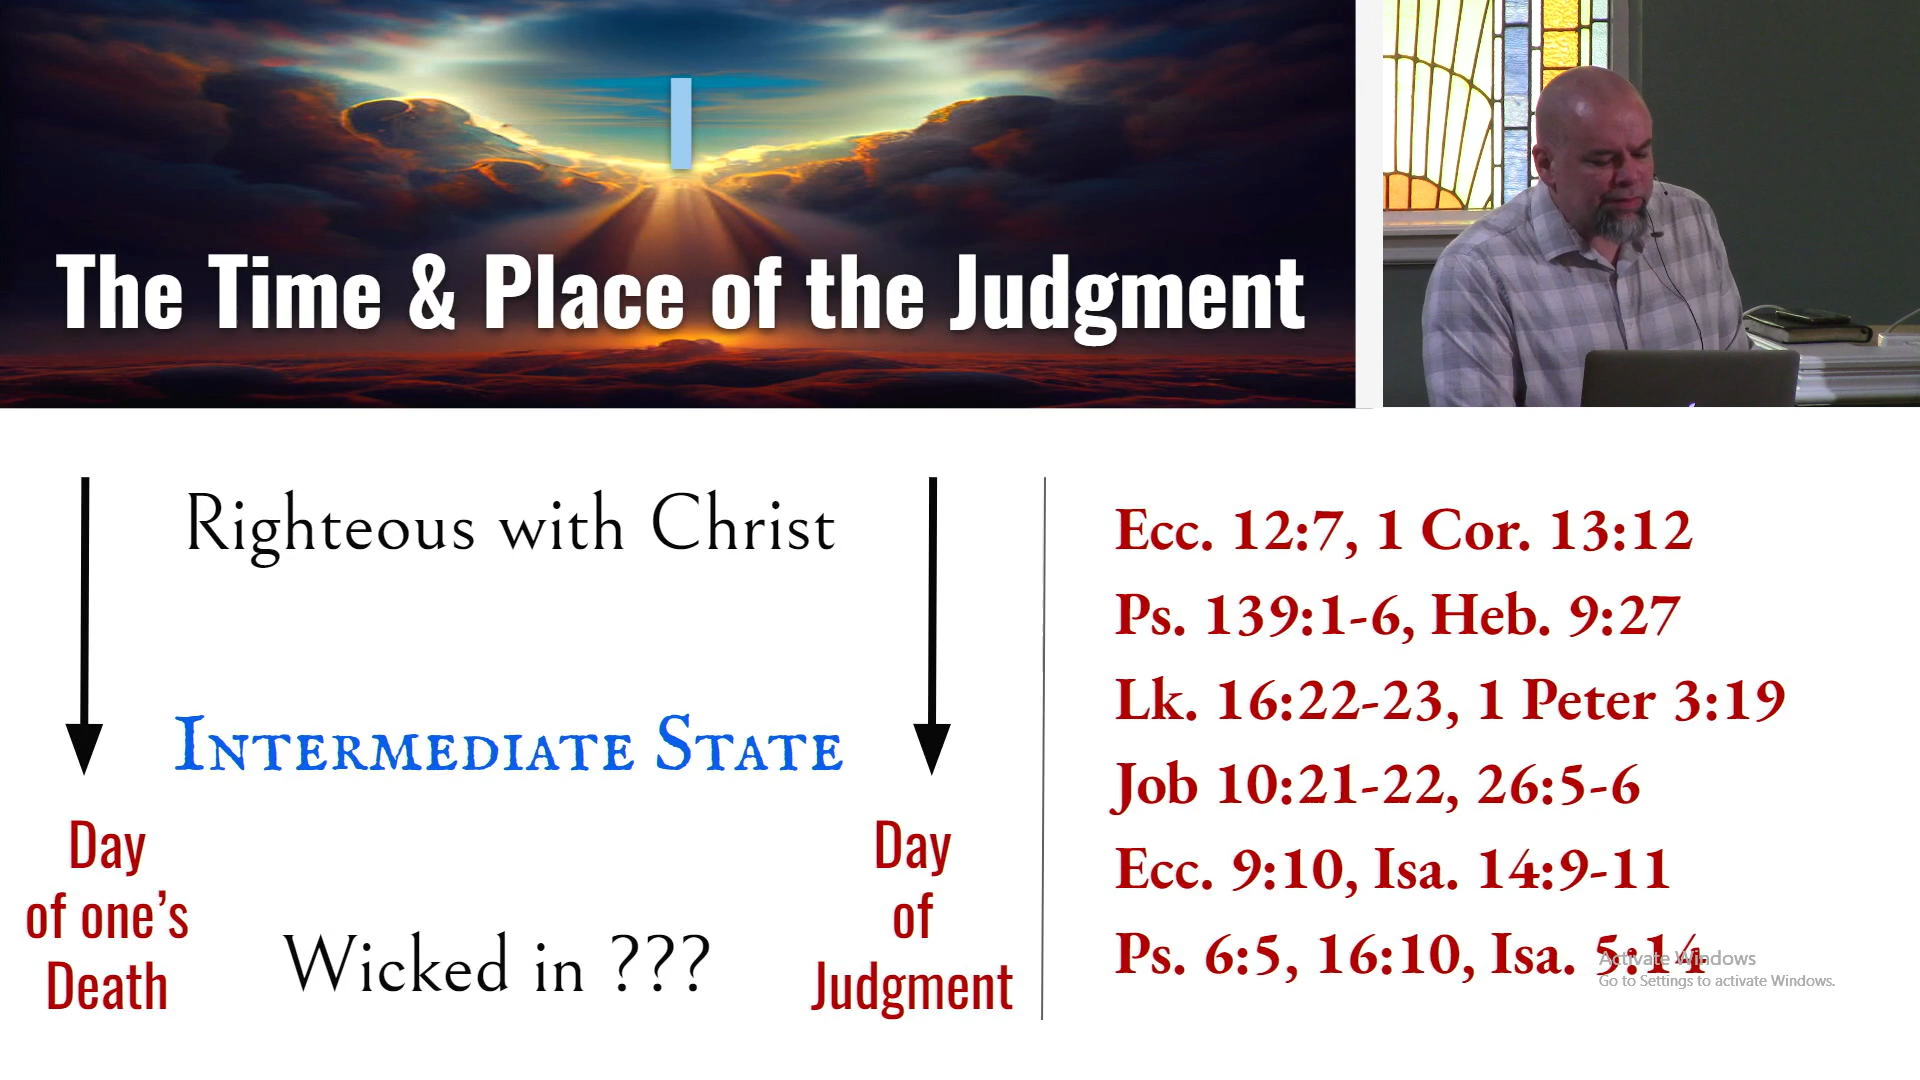 I
The Time & Place of the Judgment
Righteous with Christ
Intermediate State
Day
of one’s
Death
Wicked in ???
Day
of
Judgment
Ecc. 12:7, 1 Cor. 13:12
Ps. 139:1-6, Heb. 9:27
Lk. 16:22-23, 1 Peter 3:19
Job 10:21-22, 26:5-6
Ecc. 9:10, Isa. 14:9-11
Ps. 6:5, 16:10, Isa. 5:14
Activate Windows
Go to Settings to activate Windows.